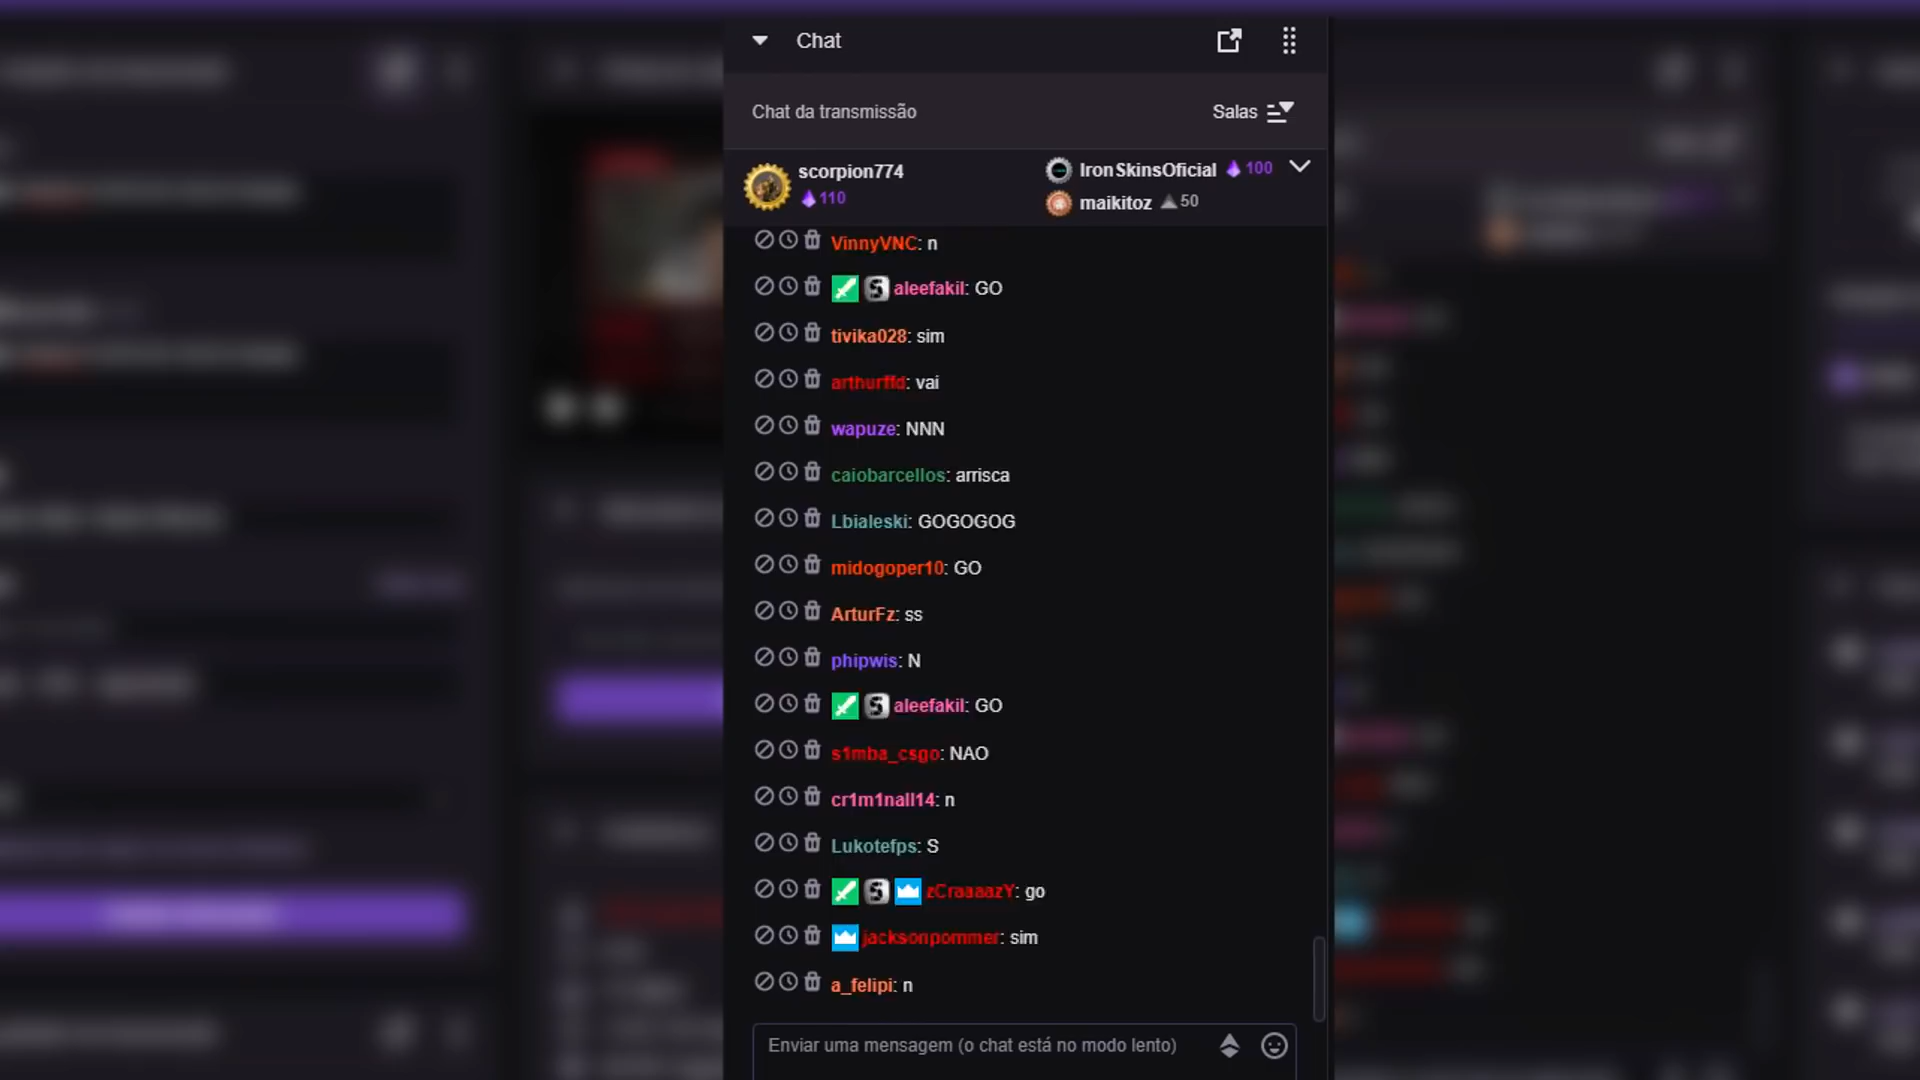 Chat
Chat da transmissão
Salas
scorpion774
110
IronSkinsOficial 100
maikitoz 50
VinnyVNC: n
aleefakil: GO
tivika028: sim
arthurffd: vai
wapuze: NNN
caiobarcellos: arrisca
Lbialeski: GOGOGOG
midogoper10: GO
ArturFz: ss
phipwis: N
aleefakil: GO
s1mba_csgo: NAO
cr1m1nall14: n
Lukotefps: S
zCraaaazY: go
jacksonpommer: sim
a_felipi: n
Enviar uma mensagem (o chat está no modo lento)